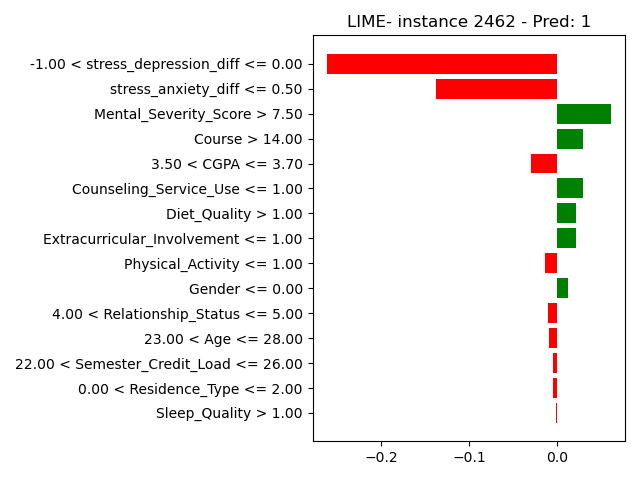 LIME- instance 2462 - Pred: 1
-1.00 < stress_depression_diff <= 0.00
stress_anxiety_diff <= 0.50
Mental_Severity_Score > 7.50
Course > 14.00
3.50 < CGPA <= 3.70
Counseling_Service_Use <= 1.00
Diet_Quality > 1.00
Extracurricular_Involvement <= 1.00
Physical_Activity <= 1.00
Gender <= 0.00
4.00 < Relationship_Status <= 5.00
23.00 < Age <= 28.00
22.00 < Semester_Credit_Load <= 26.00
0.00 < Residence_Type <= 2.00
Sleep_Quality > 1.00
−0.2 −0.1 0.0